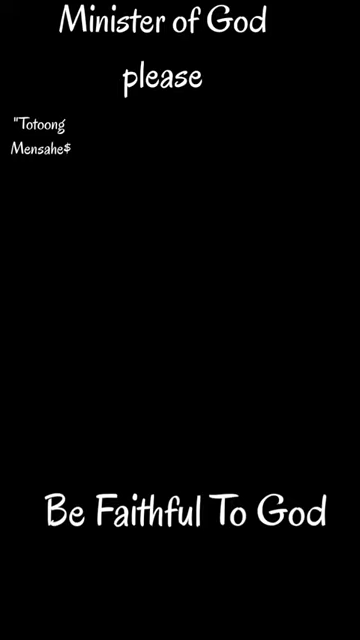 Minister of God
please
"Totoong
Mensahe$
Be Faithful To God